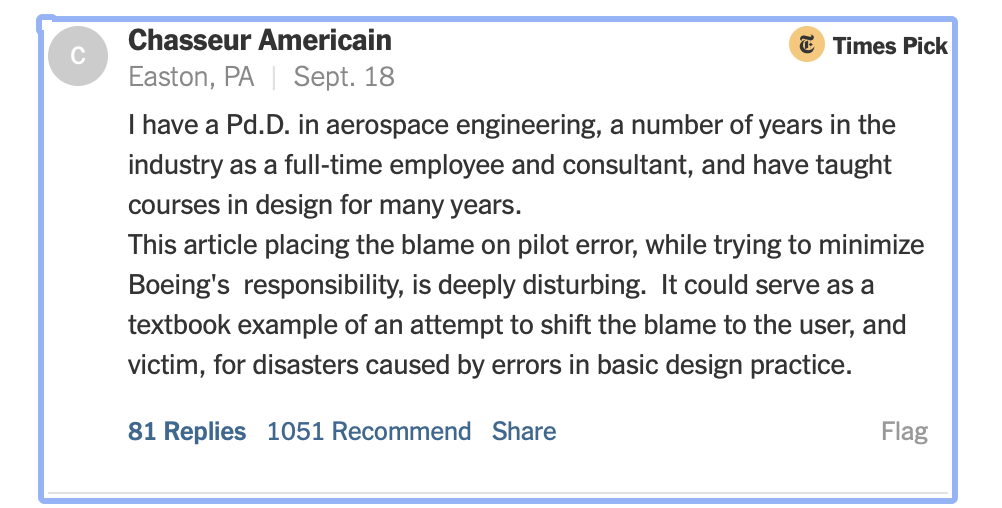 C
Chasseur Americain
Times Pick
Easton, PA | Sept. 18
I have a Pd.D. in aerospace engineering, a number of years in the
industry as a full-time employee and consultant, and have taught
courses in design for many years.
This article placing the blame on pilot error, while trying to minimize
Boeing's  responsibility, is deeply disturbing.  It could serve as a
textbook example of an attempt to shift the blame to the user, and
victim, for disasters caused by errors in basic design practice.
81 Replies 1051 Recommend Share
Flag